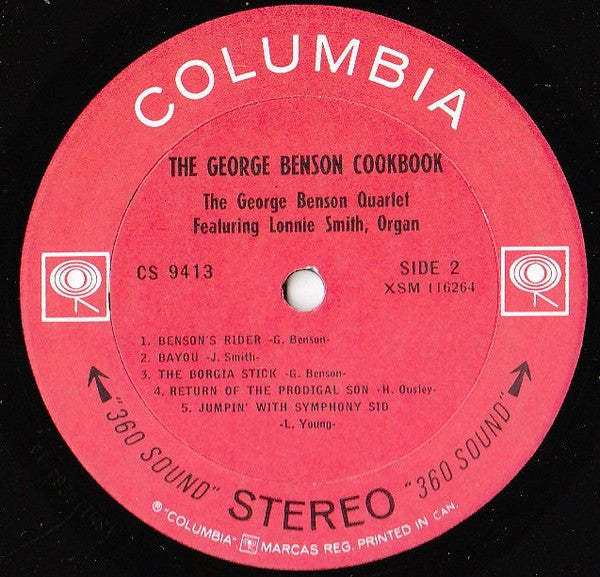 COLUMBIA
THE GEORGE BENSON COOKBOOK
The George Benson Quartet
Featuring Lonnie Smith, Organ
CS 9413
SIDE 2
XSM 116264
1. BENSON'S RIDER -G. Benson-
2. BAYOU -J. Smith-
3. THE BORGIA STICK -G. Benson-
4. RETURN OF THE PRODIGAL SON -H. Ousley-
5. JUMPIN' WITH SYMPHONY SID
-L. Young-
"360 SOUND" STEREO "360 SOUND"
Ⓟ "COLUMBIA" MARCAS REG. PRINTED IN CAN.